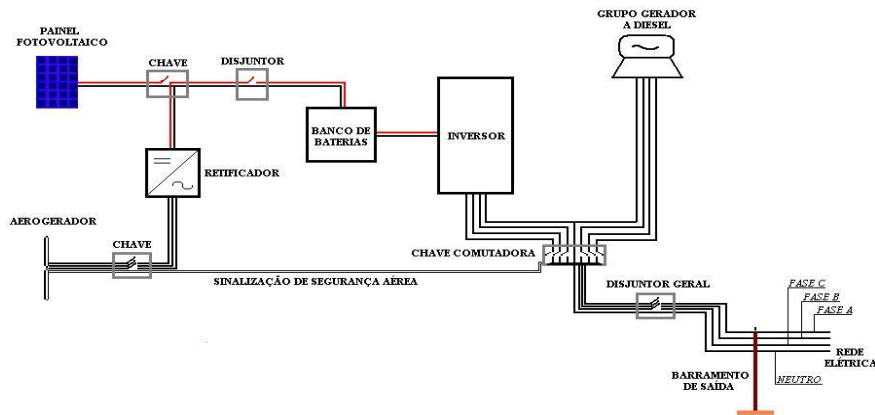 PAINEL
FOTOVOLTAICO
CHAVE
DISJUNTOR
GRUPO GERADOR
A DIESEL
BANCO DE
BATERIAS
INVERSOR
RETIFICADOR
AEROGERADOR
CHAVE
CHAVE COMUTADORA
SINALIZAÇÃO DE SEGURANÇA AÉREA
DISJUNTOR GERAL
FASE C
FASE B
FASE A
REDE
ELÉTRICA
BARRAMENTO
DE SAÍDA
NEUTRO